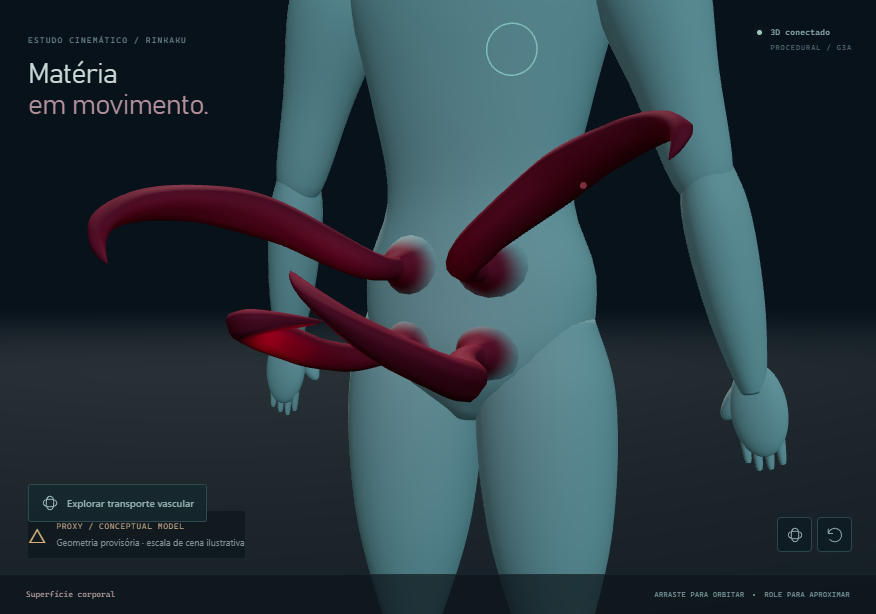 ESTUDO CINEMÁTICO / RINKAKU
Matéria
em movimento.
3D conectado
PROCEDURAL / G3A
Explorar transporte vascular
PROXY / CONCEPTUAL MODEL
Geometria provisória · escala de cena ilustrativa
Superfície corporal
ARRASTE PARA ORBITAR • ROLE PARA APROXIMAR